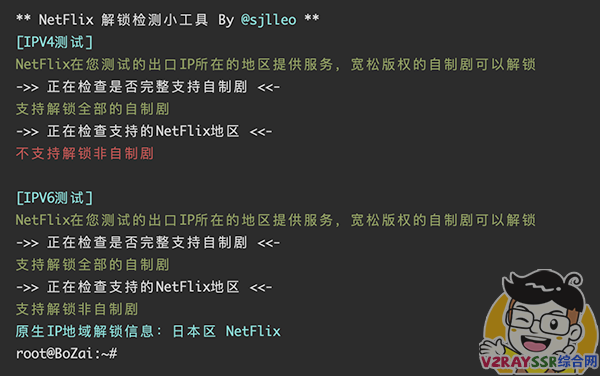 ** NetFlix 解锁检测小工具 By @sjlleo **
[IPV4测试]
NetFlix在您测试的出口IP所在的地区提供服务，宽松版权的自制剧可以解锁
->> 正在检查是否完整支持自制剧 <<-
支持解锁全部的自制剧
->> 正在检查支持的NetFlix地区 <<-
不支持解锁非自制剧
[IPV6测试]
NetFlix在您测试的出口IP所在的地区提供服务，宽松版权的自制剧可以解锁
->> 正在检查是否完整支持自制剧 <<-
支持解锁全部的自制剧
->> 正在检查支持的NetFlix地区 <<-
支持解锁非自制剧
原生IP地域解锁信息：日本区 NetFlix
root@BoZai:~#
V2RAYSSR综合网